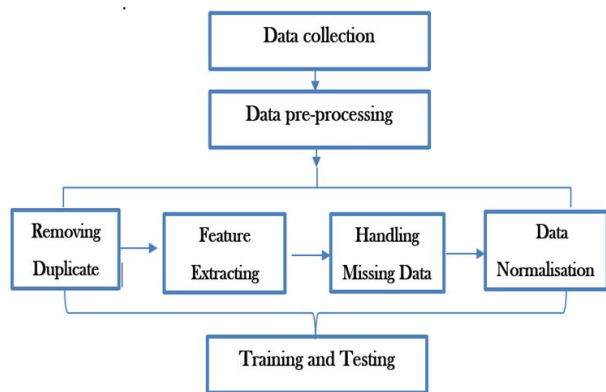 Data collection
Data pre-processing
Removing
Duplicate
Feature
Extracting
Handling
Missing Data
Data
Normalisation
Training and Testing